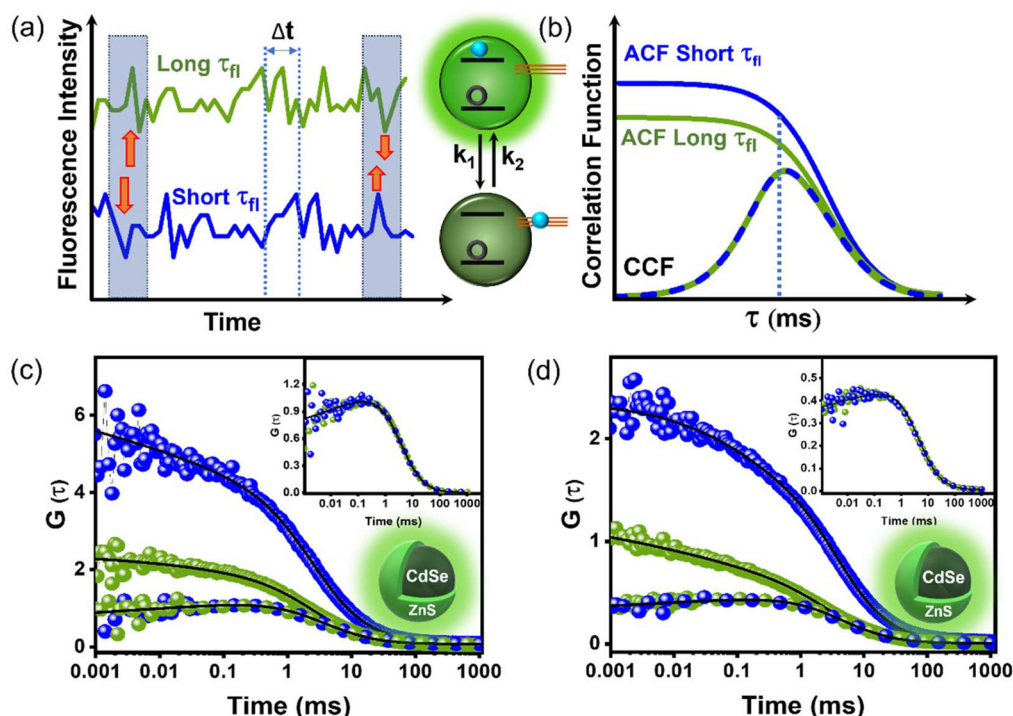 (a)
Fluorescence Intensity
Long τfl
Δt
Short τfl
Time
k1
k2
(b)
Correlation Function
ACF Short τfl
ACF Long τfl
CCF
τ (ms)
(c)
G (τ)
6
4
2
0
0.001
0.01
0.1
1
10
100
1000
Time (ms)
G (τ)
1.2
0.9
0.6
0.3
0.0
0.01
0.1
1
10
100
1000
Time (ms)
CdSe
ZnS
(d)
G (τ)
2
1
0
0.001
0.01
0.1
1
10
100
1000
Time (ms)
G (τ)
0.5
0.4
0.3
0.2
0.1
0.0
0.01
0.1
1
10
100
1000
Time (ms)
CdSe
ZnS